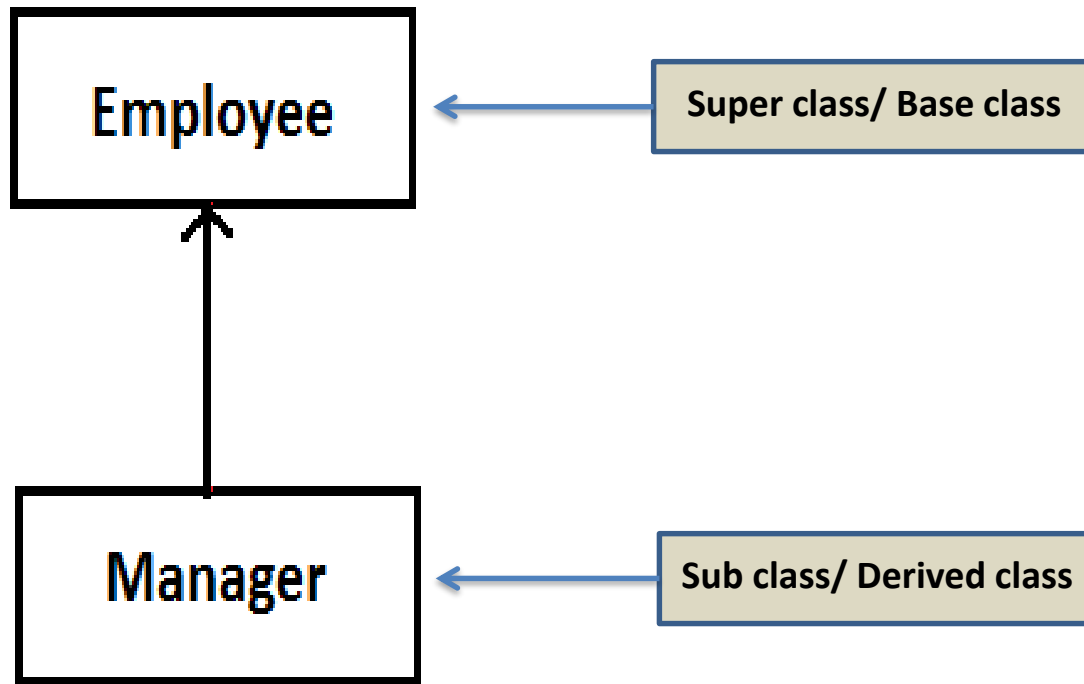 Employee
Super class/ Base class
Manager
Sub class/ Derived class